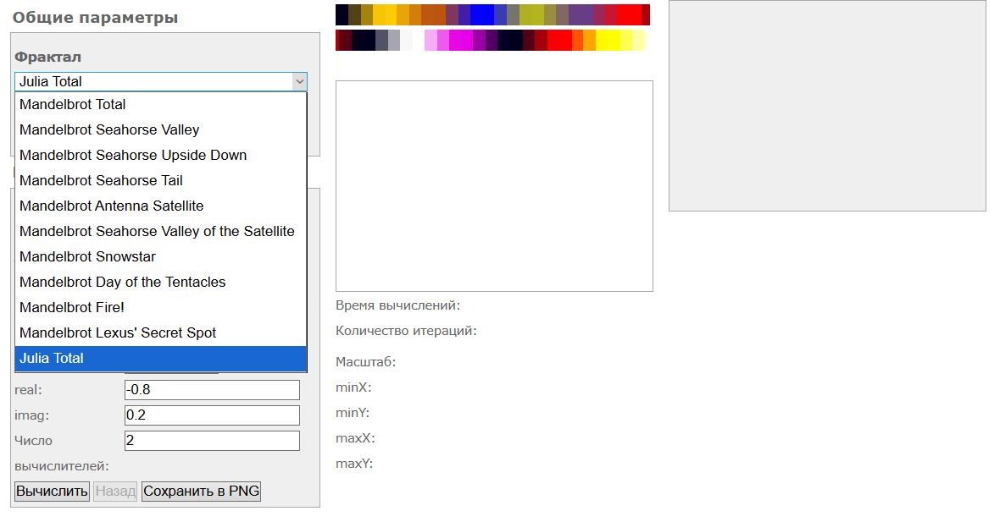 Общие параметры
Фрактал
Julia Total
Mandelbrot Total
Mandelbrot Seahorse Valley
Mandelbrot Seahorse Upside Down
Mandelbrot Seahorse Tail
Mandelbrot Antenna Satellite
Mandelbrot Seahorse Valley of the Satellite
Mandelbrot Snowstar
Mandelbrot Day of the Tentacles
Mandelbrot Fire!
Mandelbrot Lexus' Secret Spot
Julia Total
real: -0.8
imag: 0.2
Число 2
вычислителей:
Вычислить Назад Сохранить в PNG
Время вычислений:
Количество итераций:
Масштаб:
minX:
minY:
maxX:
maxY: